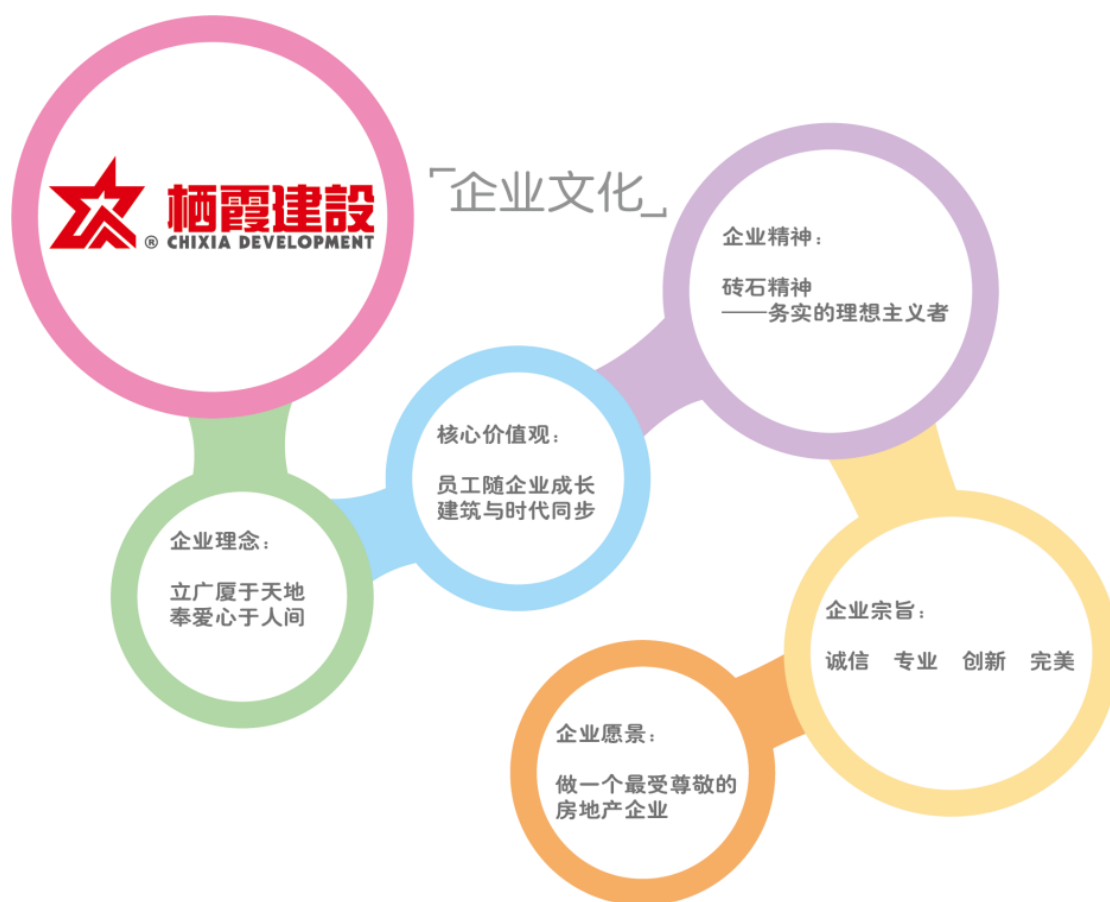 栖霞建設
® CHIXIA DEVELOPMENT
「企业文化」
企业理念：
立广厦于天地
奉爱心于人间
核心价值观：
员工随企业成长
建筑与时代同步
企业精神：
砖石精神
——务实的理想主义者
企业宗旨：
诚信 专业 创新 完美
企业愿景：
做一个最受尊敬的
房地产企业